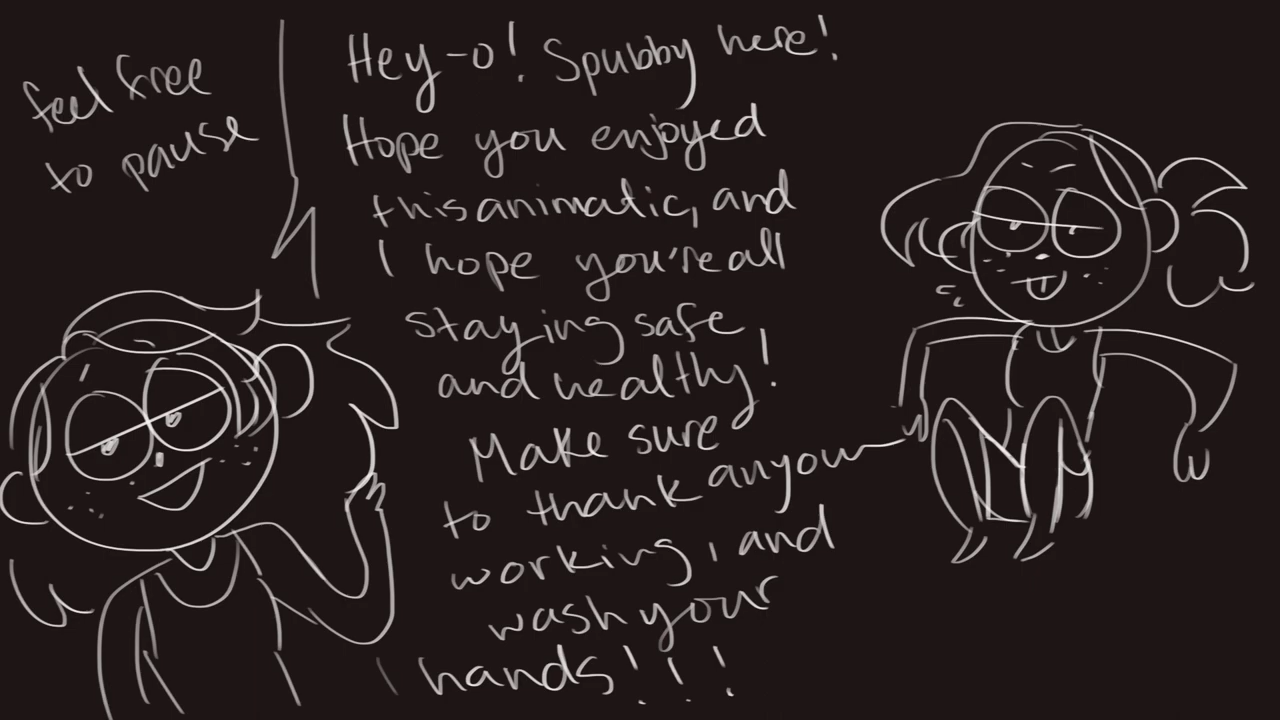 feel free
to pause
Hey-o! Spubby here!
Hope you enjoyed
this animatic, and
I hope you're all
staying safe
and healthy!
Make sure
to thank anyone
working, and
wash your
hands!!!